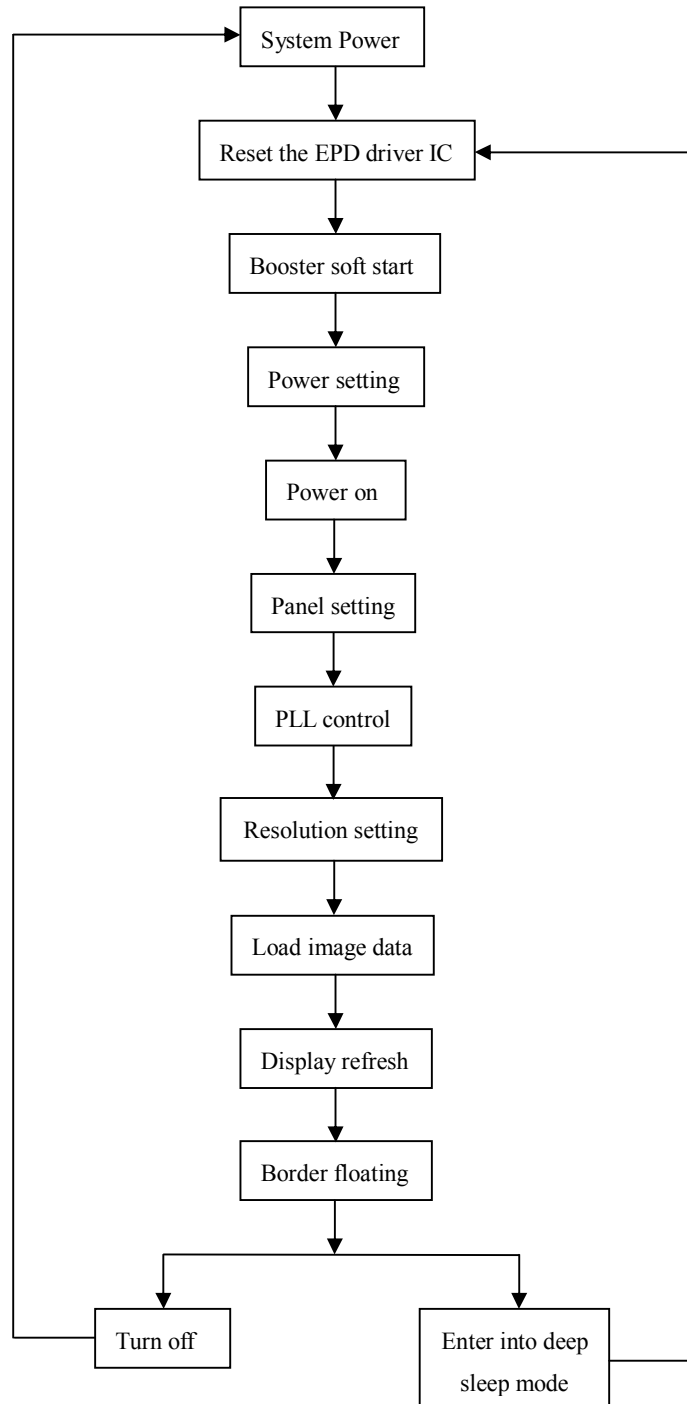 System Power
Reset the EPD driver IC
Booster soft start
Power setting
Power on
Panel setting
PLL control
Resolution setting
Load image data
Display refresh
Border floating
Turn off
Enter into deep
sleep mode